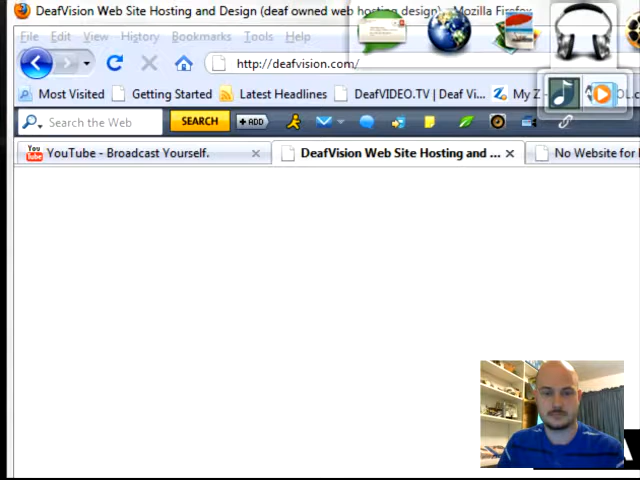 DeafVision Web Site Hosting and Design (deaf owned web hosting design) - Mozilla Firefox
File Edit View History Bookmarks Tools Help
http://deafvision.com/
Most Visited Getting Started Latest Headlines DeafVIDEO.TV | Deaf Vi... My Z
Search the Web SEARCH +ADD
You Tube YouTube - Broadcast Yourself. DeafVision Web Site Hosting and ... No Website for